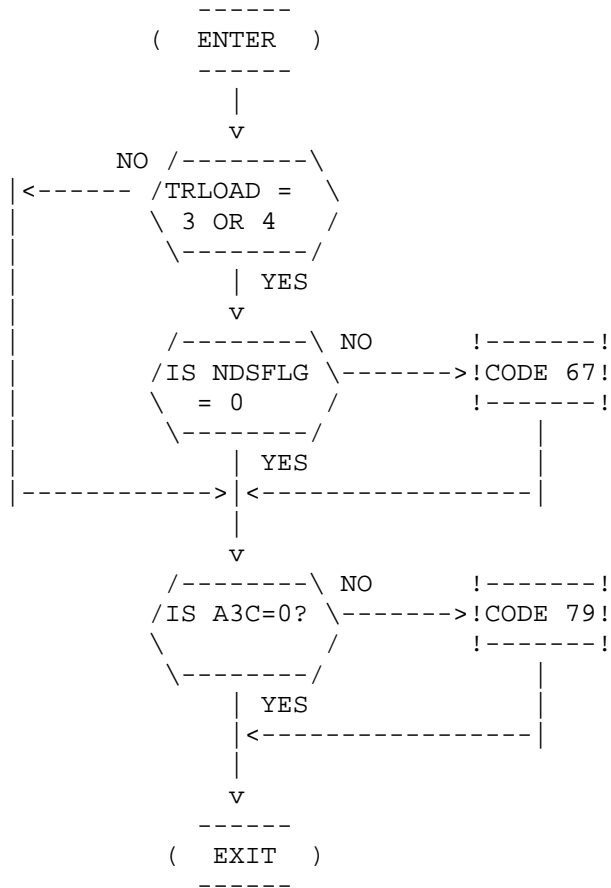 ( ENTER )
NO
TRLOAD =
3 OR 4
YES
NO
IS NDSFLG
= 0
CODE 67
YES
NO
IS A3C=0?
CODE 79
YES
( EXIT )